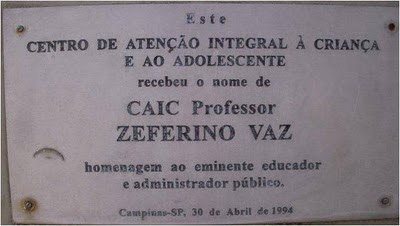 Este
CENTRO DE ATENÇÃO INTEGRAL À CRIANÇA
E AO ADOLESCENTE
recebeu o nome de
CAIC Professor
ZEFERINO VAZ
homenagem ao eminente educador
e administrador público.
Campinas-SP, 30 de Abril de 1994